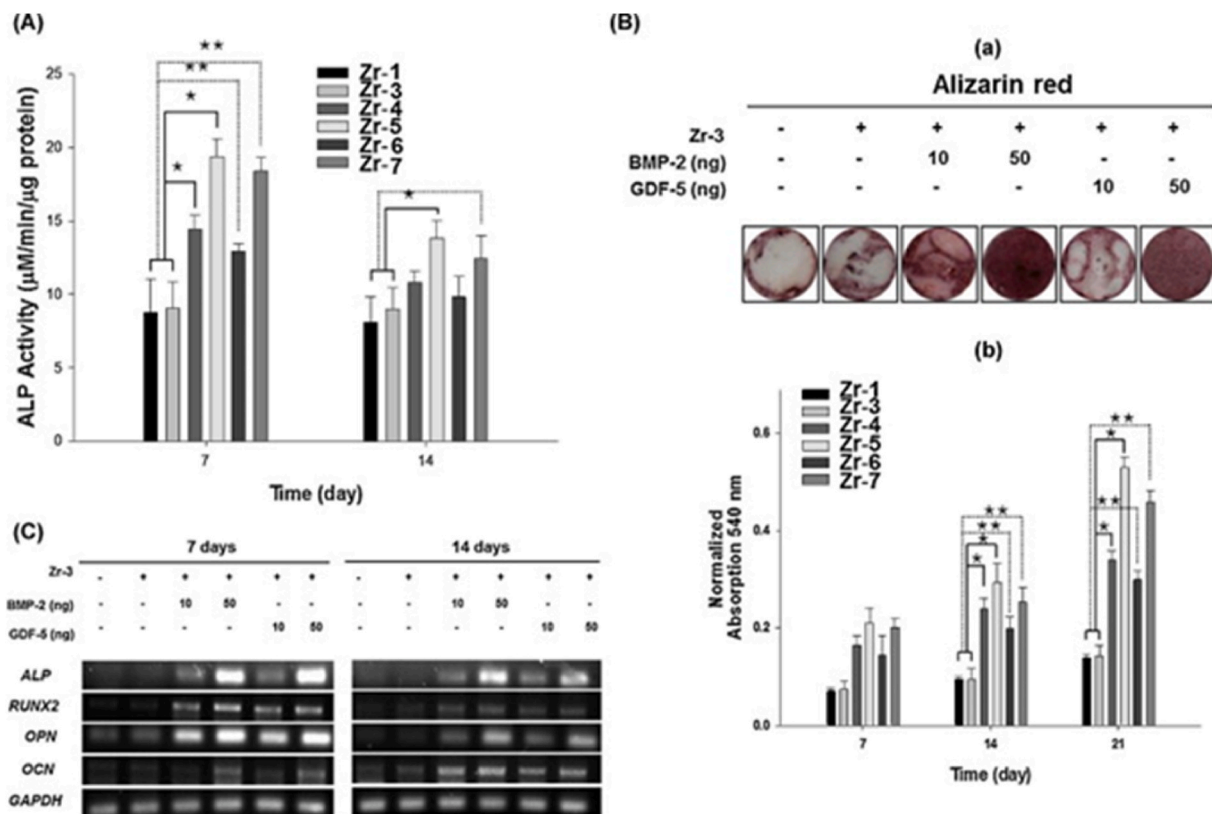 (A)
★★
★★
★
★
★
25
20
15
10
5
0
ALP Activity (µM/min/µg protein)
Zr-1
Zr-3
Zr-4
Zr-5
Zr-6
Zr-7
7 14
Time (day)
(B)
(a)
Alizarin red
Zr-3 - + + + + +
BMP-2 (ng) - - 10 50 - -
GDF-5 (ng) - - - - 10 50
(b)
Zr-1
Zr-3
Zr-4
Zr-5
Zr-6
Zr-7
★★
★★
★
★
★★
★
★★
★
0.6
0.4
0.2
0.0
Normalized
Absorption 540 nm
7 14 21
Time (day)
(C)
7 days 14 days
Zr-3 - + + + + + - + + + + +
BMP-2 (ng) - - 10 50 - - - - 10 50 - -
GDF-5 (ng) - - - - 10 50 - - - - 10 50
ALP
RUNX2
OPN
OCN
GAPDH